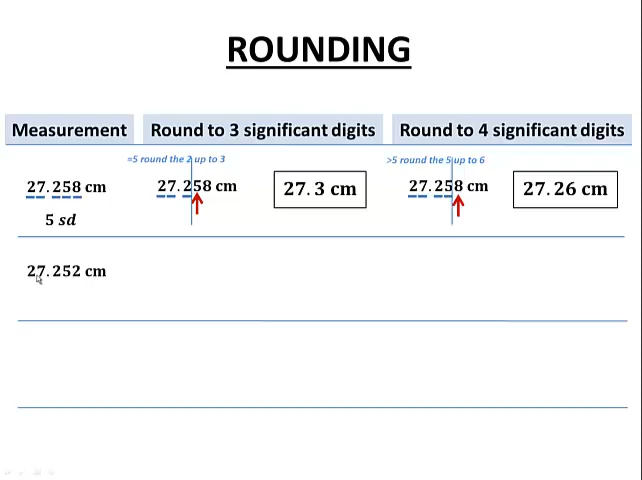 ROUNDING
Measurement Round to 3 significant digits Round to 4 significant digits
=5 round the 2 up to 3 >5 round the 5 up to 6
27.258 cm 27.258 cm 27.3 cm 27.258 cm 27.26 cm
5 sd
27.252 cm